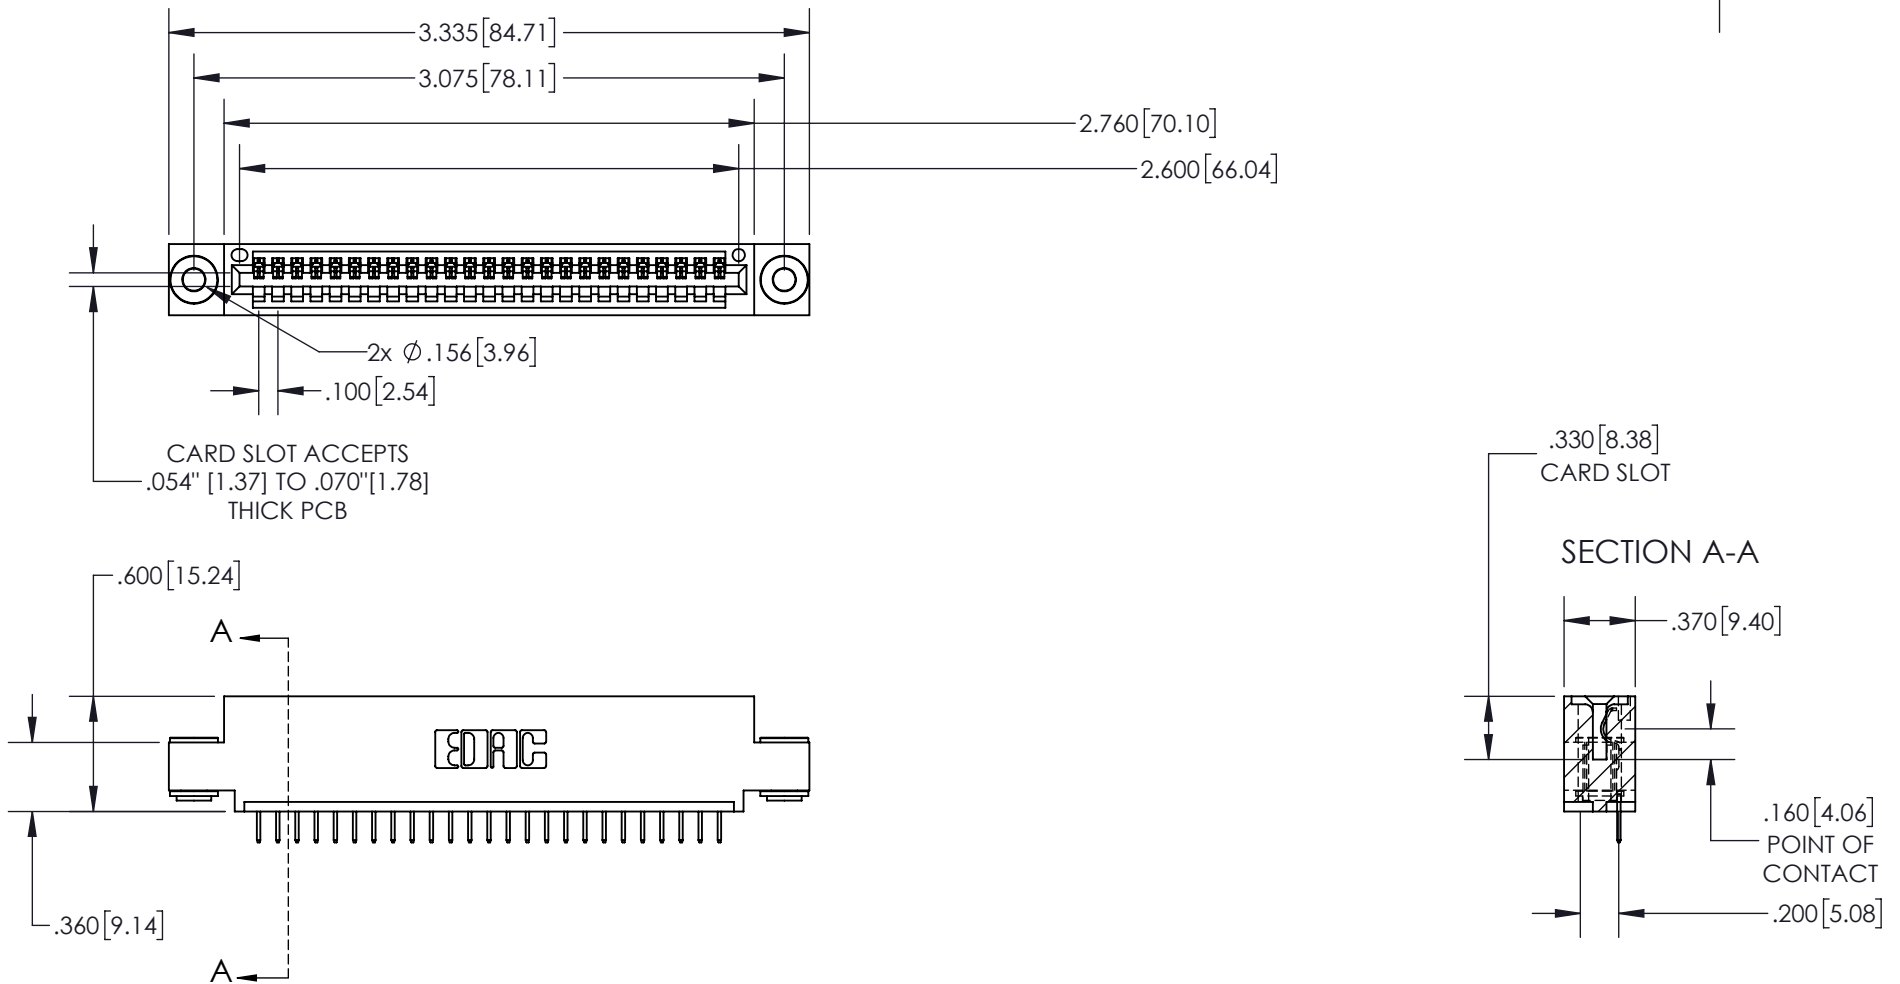 3.335[84.71]
3.075[78.11]
2.760[70.10]
2.600[66.04]
2x Ø.156[3.96]
.100[2.54]
CARD SLOT ACCEPTS
.054" [1.37] TO .070"[1.78]
THICK PCB
.330[8.38]
CARD SLOT
SECTION A-A
.600[15.24]
A
.370[9.40]
EDAC
.160[4.06]
POINT OF
CONTACT
.200[5.08]
.360[9.14]
A